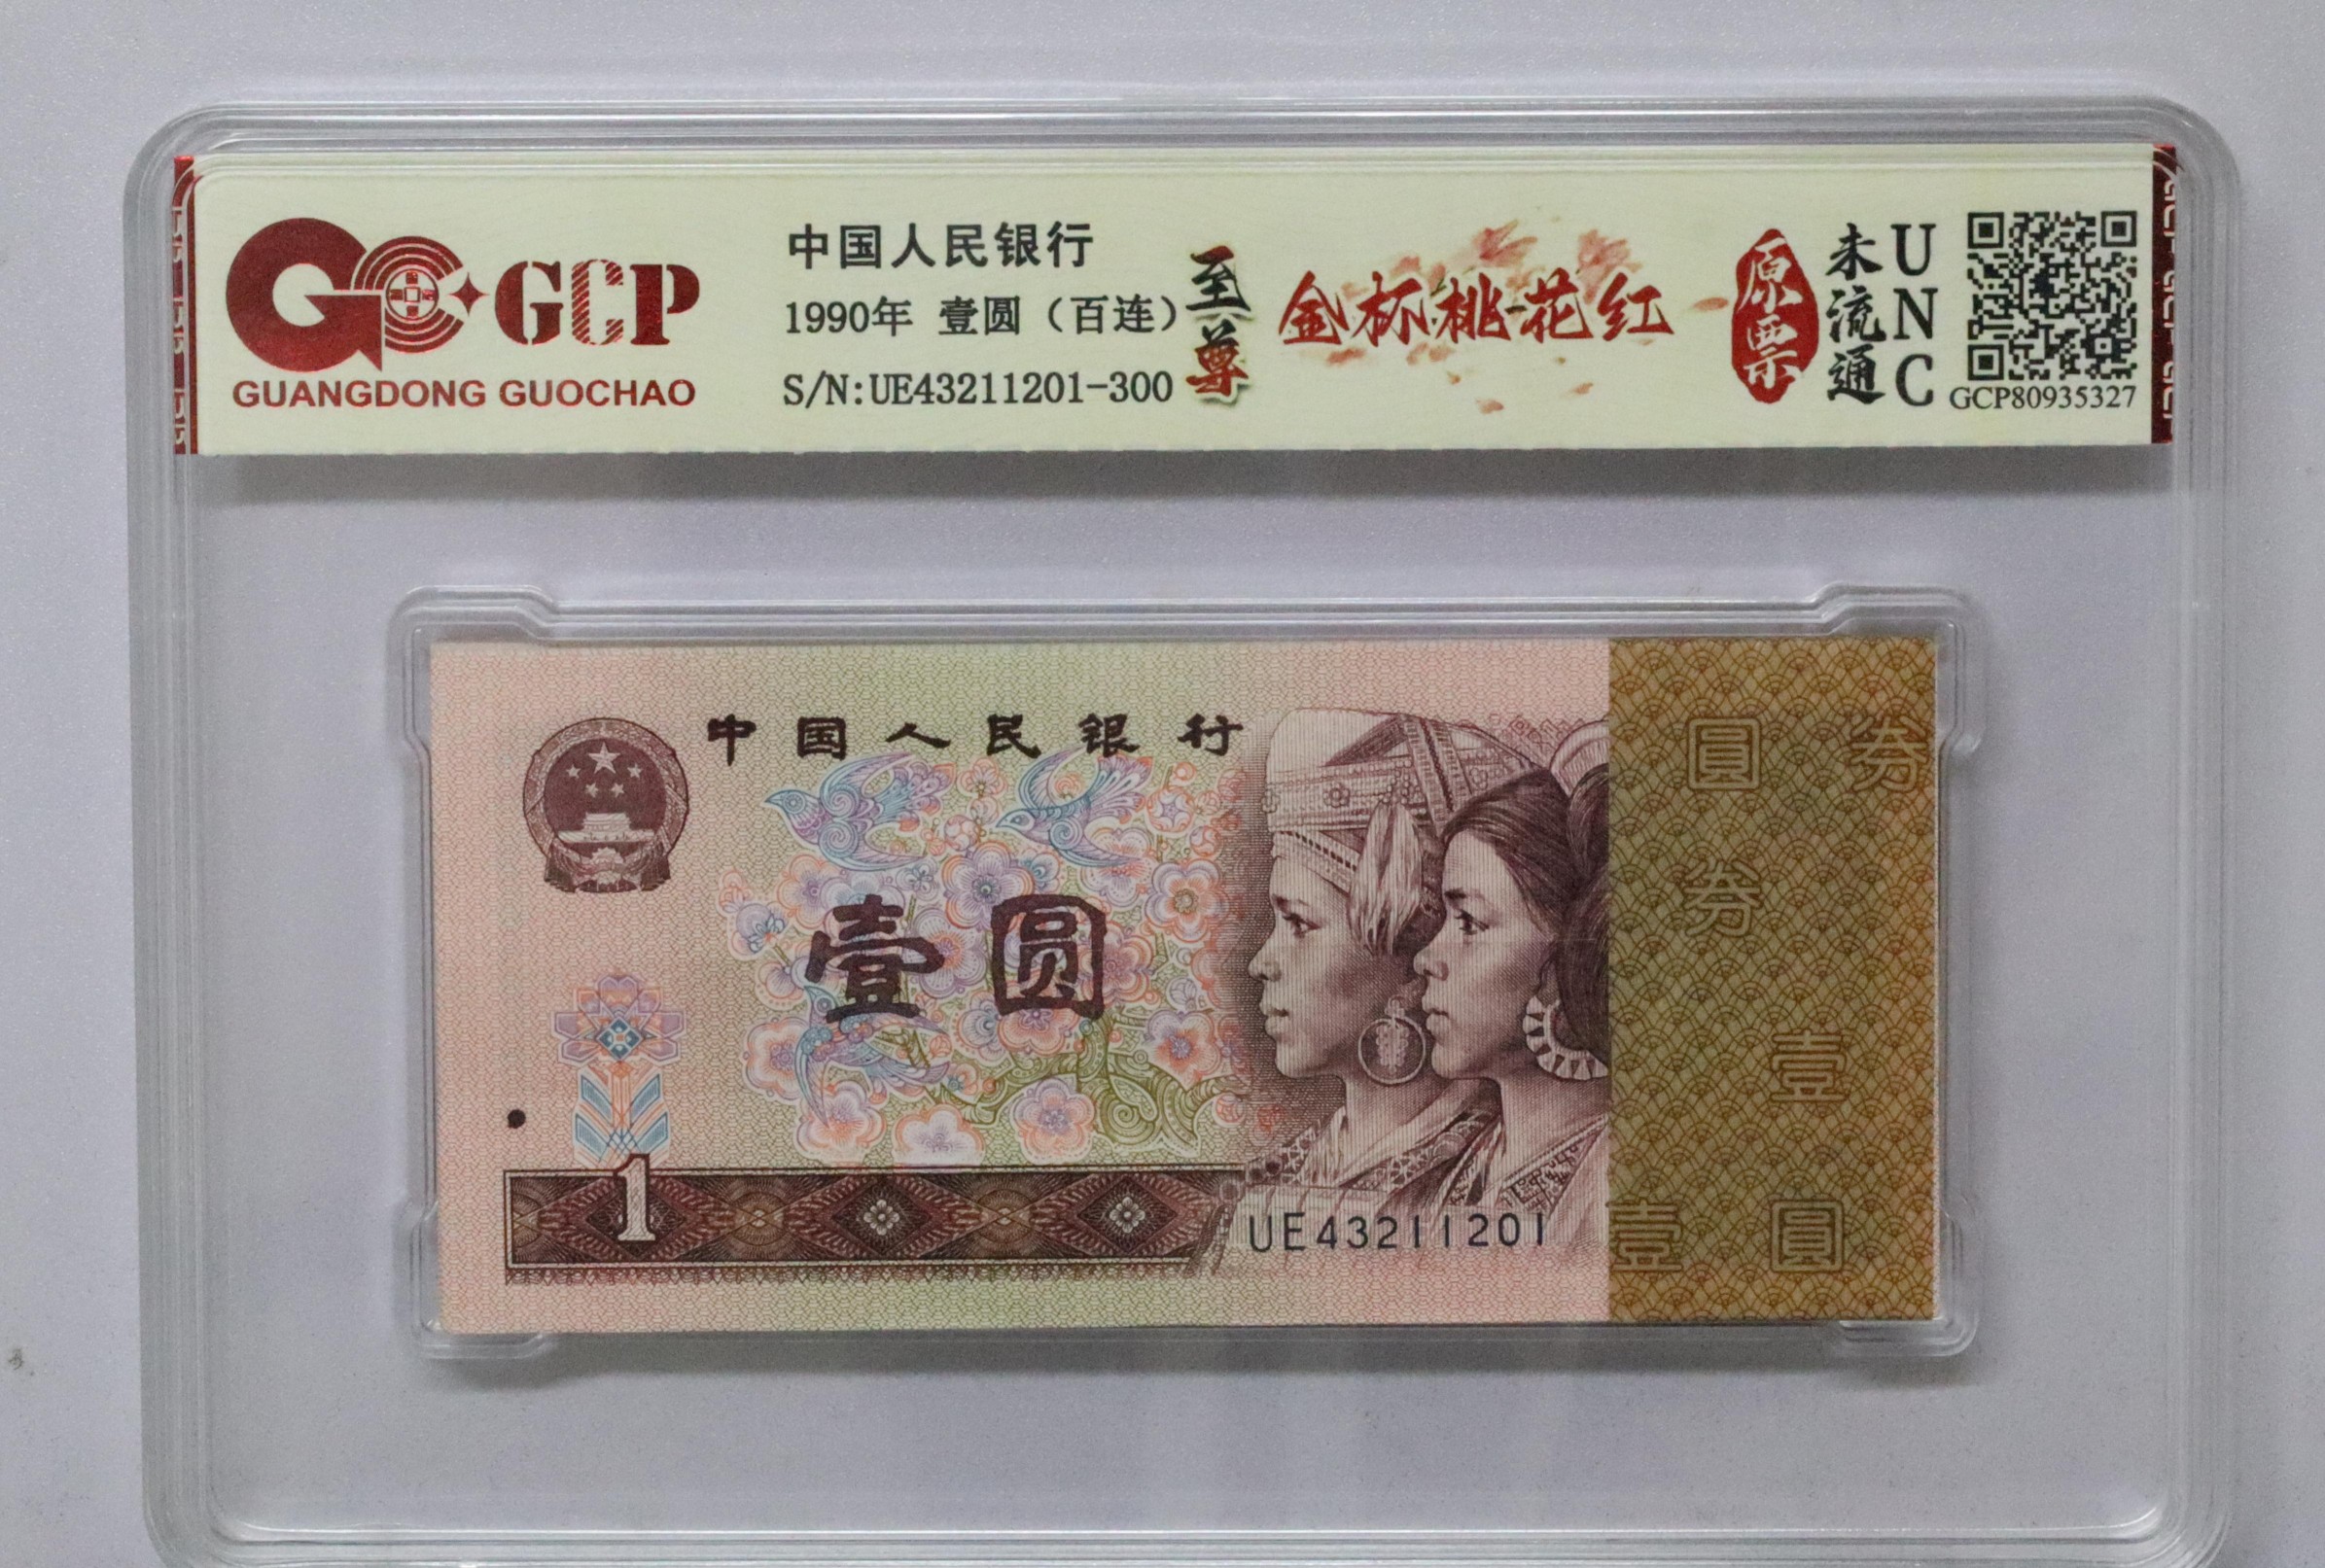 GCP
GUANGDONG GUOCHAO
中国人民银行
1990年 壹圆（百连）
S/N:UE43211201-300
至尊
金杯桃花红
原票
未流通
UNC
GCP80935327
中国人民银行
壹圆
1
UE43211201
圓 券
券
壹
壹 圓